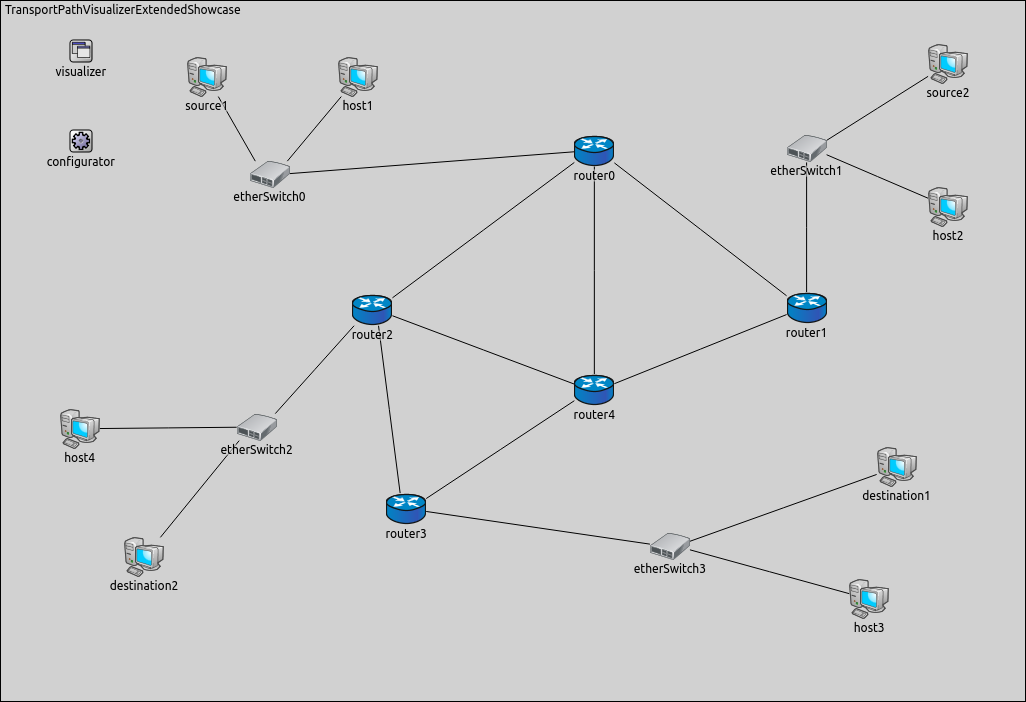 TransportPathVisualizerExtendedShowcase
visualizer
source1
host1
source2
configurator
router0
etherSwitch1
etherSwitch0
host2
router2
router1
router4
host4
etherSwitch2
destination1
router3
etherSwitch3
destination2
host3